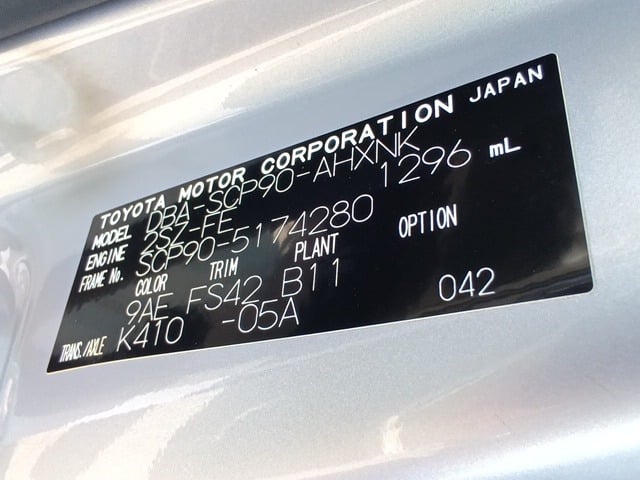 TOYOTA MOTOR CORPORATION JAPAN
MODEL DBA-SCP90-AHXNK
ENGINE 2SZ-FE 1296 mL
FRAME No. SCP90-5174280
COLOR TRIM PLANT OPTION
9AE FS42 B11 042
TRANS./AXLE K410 -05A